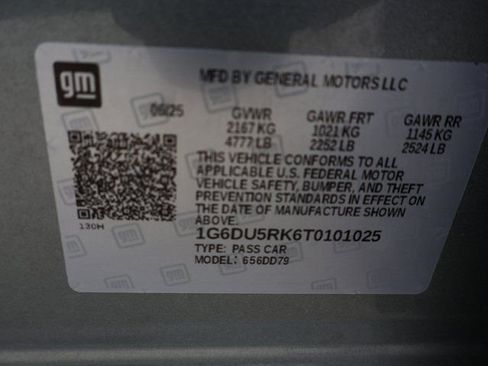 gm
MFD BY GENERAL MOTORS LLC
06/25 GVWR GAWR FRT GAWR RR
2167 KG 1021 KG 1145 KG
4777 LB 2252 LB 2524 LB
THIS VEHICLE CONFORMS TO ALL
APPLICABLE U.S. FEDERAL MOTOR
VEHICLE SAFETY, BUMPER, AND THEFT
PREVENTION STANDARDS IN EFFECT ON
THE DATE OF MANUFACTURE SHOWN
ABOVE.
130H
1G6DU5RK6T0101025
TYPE: PASS CAR
MODEL: 656DD79